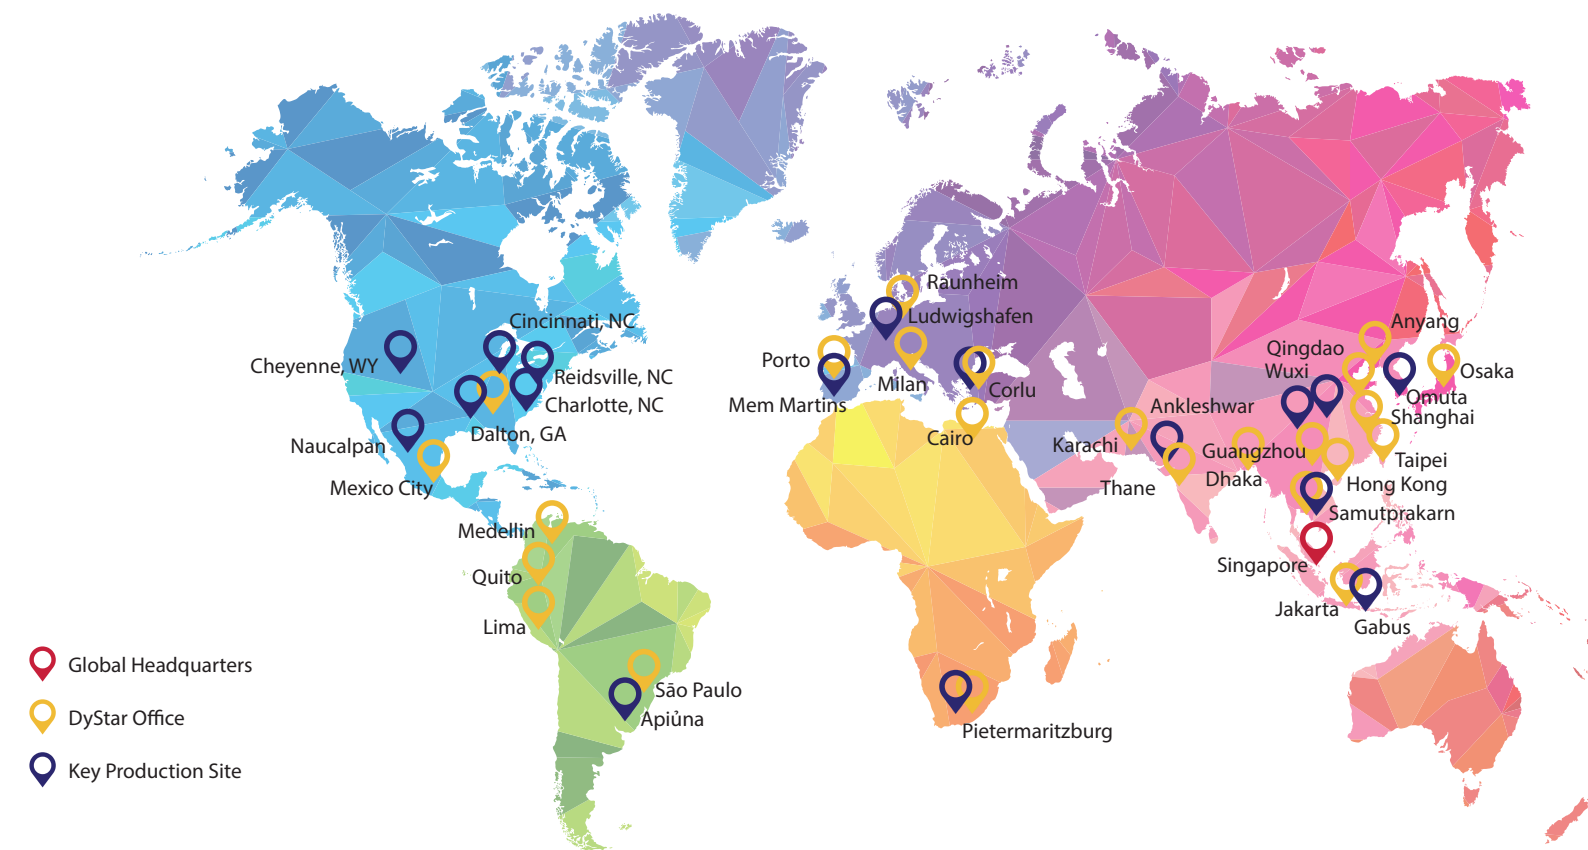 Cincinnati, NC
Cheyenne, WY
Reidsville, NC
Charlotte, NC
Dalton, GA
Naucalpan
Mexico City
Medellin
Quito
Lima
São Paulo
Apiủna
Raunheim
Ludwigshafen
Porto
Milan
Mem Martins
Corlu
Cairo
Pietermaritzburg
Anyang
Qingdao
Wuxi
Osaka
Omuta
Shanghai
Ankleshwar
Karachi
Guangzhou
Taipei
Thane
Dhaka
Hong Kong
Samutprakarn
Singapore
Jakarta
Gabus
Global Headquarters
DyStar Office
Key Production Site